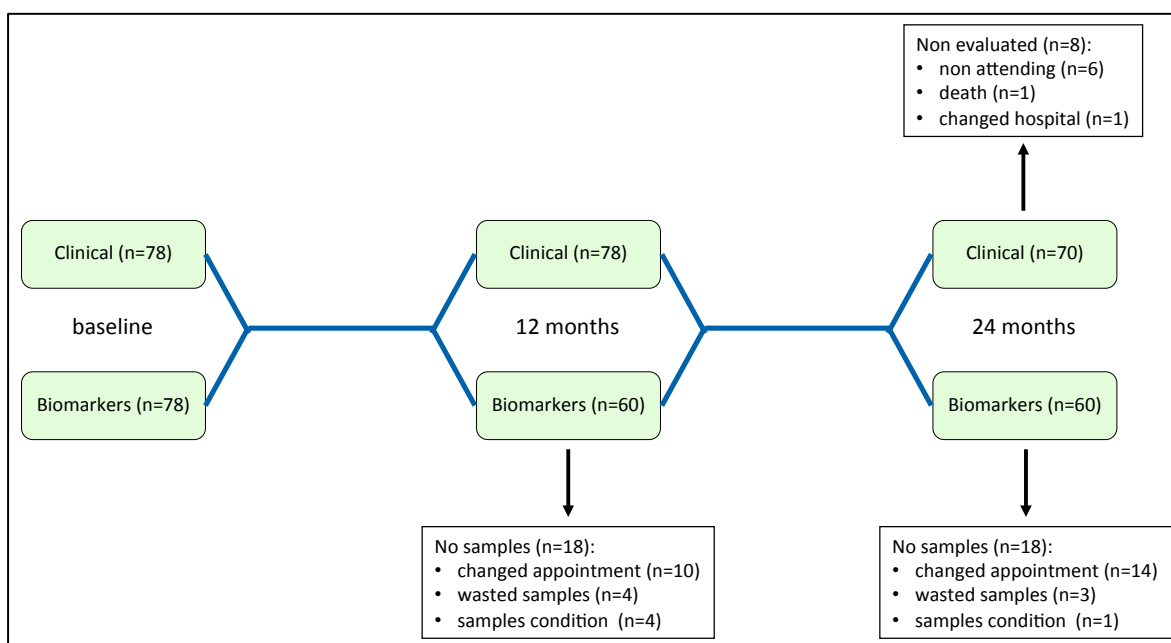 Non evaluated (n=8):
• non attending (n=6)
• death (n=1)
• changed hospital (n=1)
Clinical (n=78)
Clinical (n=78)
Clinical (n=70)
baseline
12 months
24 months
Biomarkers (n=78)
Biomarkers (n=60)
Biomarkers (n=60)
No samples (n=18):
• changed appointment (n=10)
• wasted samples (n=4)
• samples condition (n=4)
No samples (n=18):
• changed appointment (n=14)
• wasted samples (n=3)
• samples condition (n=1)